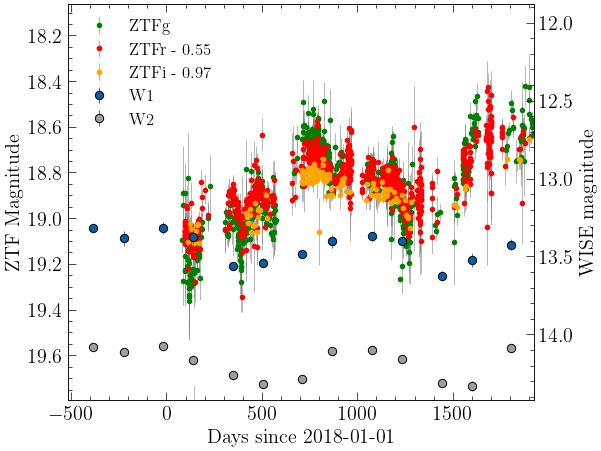 ZTFg
ZTFr - 0.55
ZTFi - 0.97
W1
W2
18.2
18.4
18.6
18.8
19.0
19.2
19.4
19.6
ZTF Magnitude
12.0
12.5
13.0
13.5
14.0
WISE magnitude
−500 0 500 1000 1500
Days since 2018-01-01